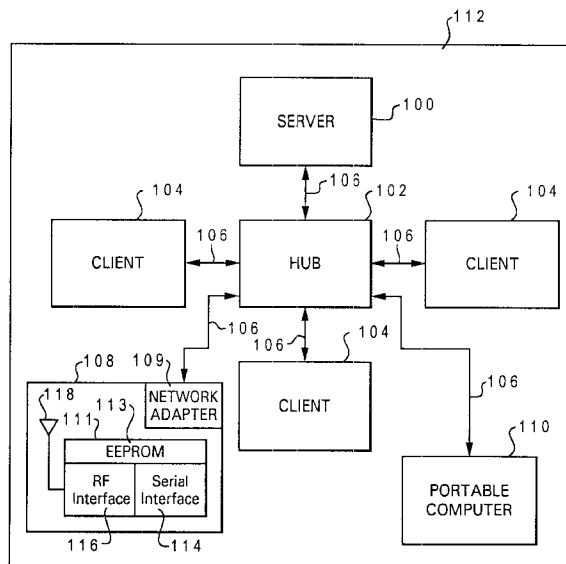 112
SERVER
100
106
102
104
104
CLIENT
106
HUB
106
CLIENT
106
106
104
108
109
118
113
111
NETWORK
ADAPTER
CLIENT
106
EEPROM
110
RF
Interface
Serial
Interface
PORTABLE
COMPUTER
116
114